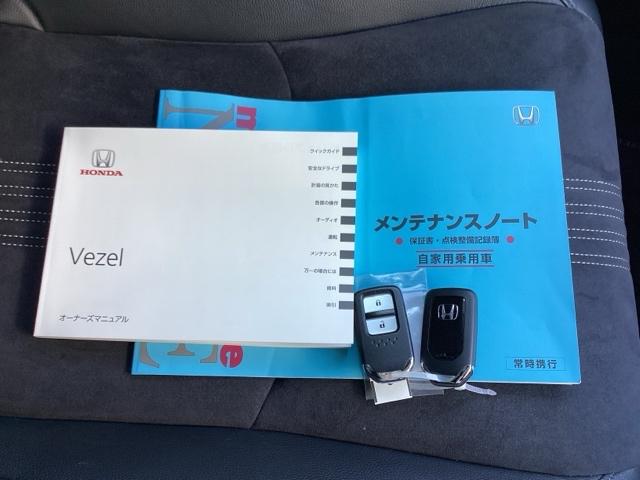 HONDA
Vezel
オーナーズマニュアル
クイックガイド
安全なドライブ
計器の見かた
各部の操作
オーディオ
運転
メンテナンス
万一の場合には
資料
索引
メンテナンスノート
保証書・点検整備記録簿
自家用乗用車
常時携行